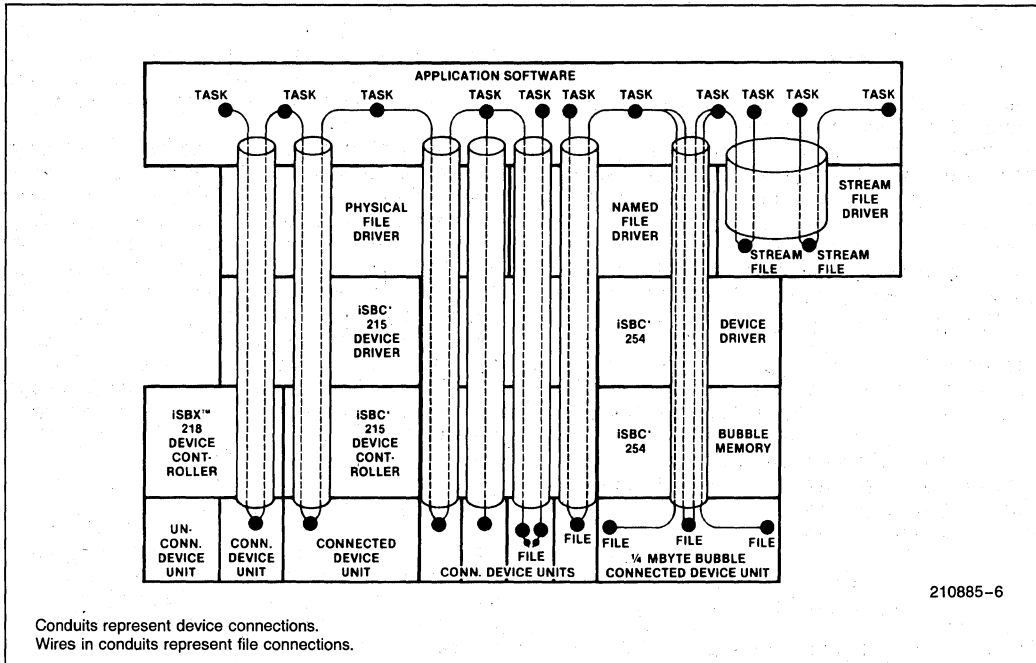 APPLICATION SOFTWARE
TASK TASK TASK TASK TASK TASK TASK TASK TASK TASK TASK
PHYSICAL
FILE
DRIVER
NAMED
FILE
DRIVER
STREAM
FILE
DRIVER
STREAM
FILE
STREAM
FILE
iSBC*
215
DEVICE
DRIVER
iSBC*
254
DEVICE
DRIVER
iSBX™
218
DEVICE
CONT-
ROLLER
iSBC*
215
DEVICE
CONT-
ROLLER
iSBC*
254
BUBBLE
MEMORY
UN-
CONN.
DEVICE
UNIT
CONN.
DEVICE
UNIT
CONNECTED
DEVICE
UNIT
FILE
CONN. DEVICE UNITS
FILE
FILE
FILE
FILE
¼ MBYTE BUBBLE
CONNECTED DEVICE UNIT
210885–6
Conduits represent device connections.
Wires in conduits represent file connections.